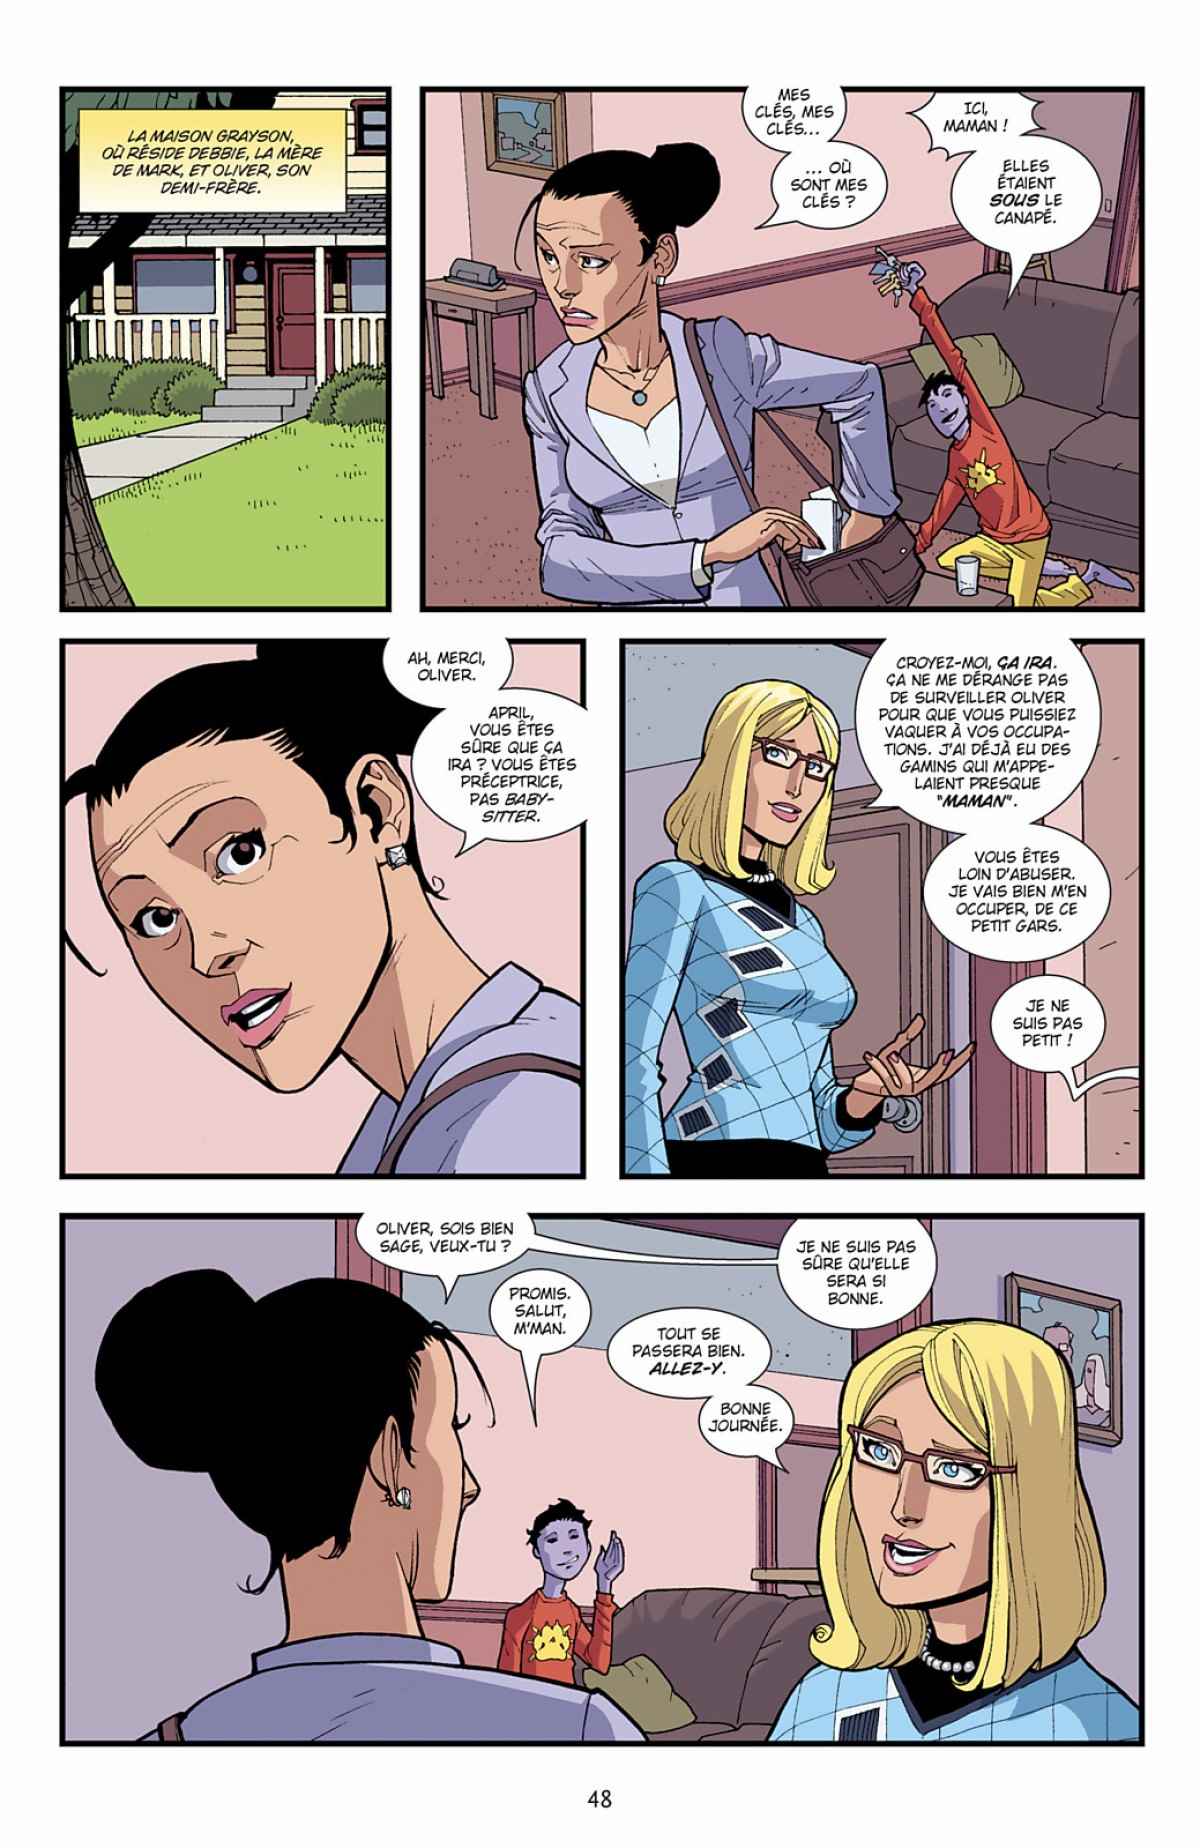 LA MAISON GRAYSON,
OÙ RÉSIDE DEBBIE, LA MÈRE
DE MARK, ET OLIVER, SON
DEMI-FRÈRE.
MES
CLÉS, MES
CLÉS...
... OÙ
SONT MES
CLÉS ?
ICI,
MAMAN !
ELLES
ÉTAIENT
SOUS LE
CANAPÉ.
AH, MERCI,
OLIVER.
APRIL,
VOUS ÊTES
SÛRE QUE ÇA
IRA ? VOUS ÊTES
PRÉCEPTRICE,
PAS BABY-
SITTER.
CROYEZ-MOI, ÇA IRA.
ÇA NE ME DÉRANGE PAS
DE SURVEILLER OLIVER
POUR QUE VOUS PUISSIEZ
VAQUER À VOS OCCUPA-
TIONS. J'AI DÉJÀ EU DES
GAMINS QUI M'APPE-
LAIENT PRESQUE
"MAMAN".
VOUS ÊTES
LOIN D'ABUSER.
JE VAIS BIEN M'EN
OCCUPER, DE CE
PETIT GARS.
JE NE
SUIS PAS
PETIT !
OLIVER, SOIS BIEN
SAGE, VEUX-TU ?
PROMIS.
SALUT,
M'MAN.
JE NE SUIS PAS
SÛRE QU'ELLE
SERA SI
BONNE.
TOUT SE
PASSERA BIEN.
ALLEZ-Y.
BONNE
JOURNÉE.
48